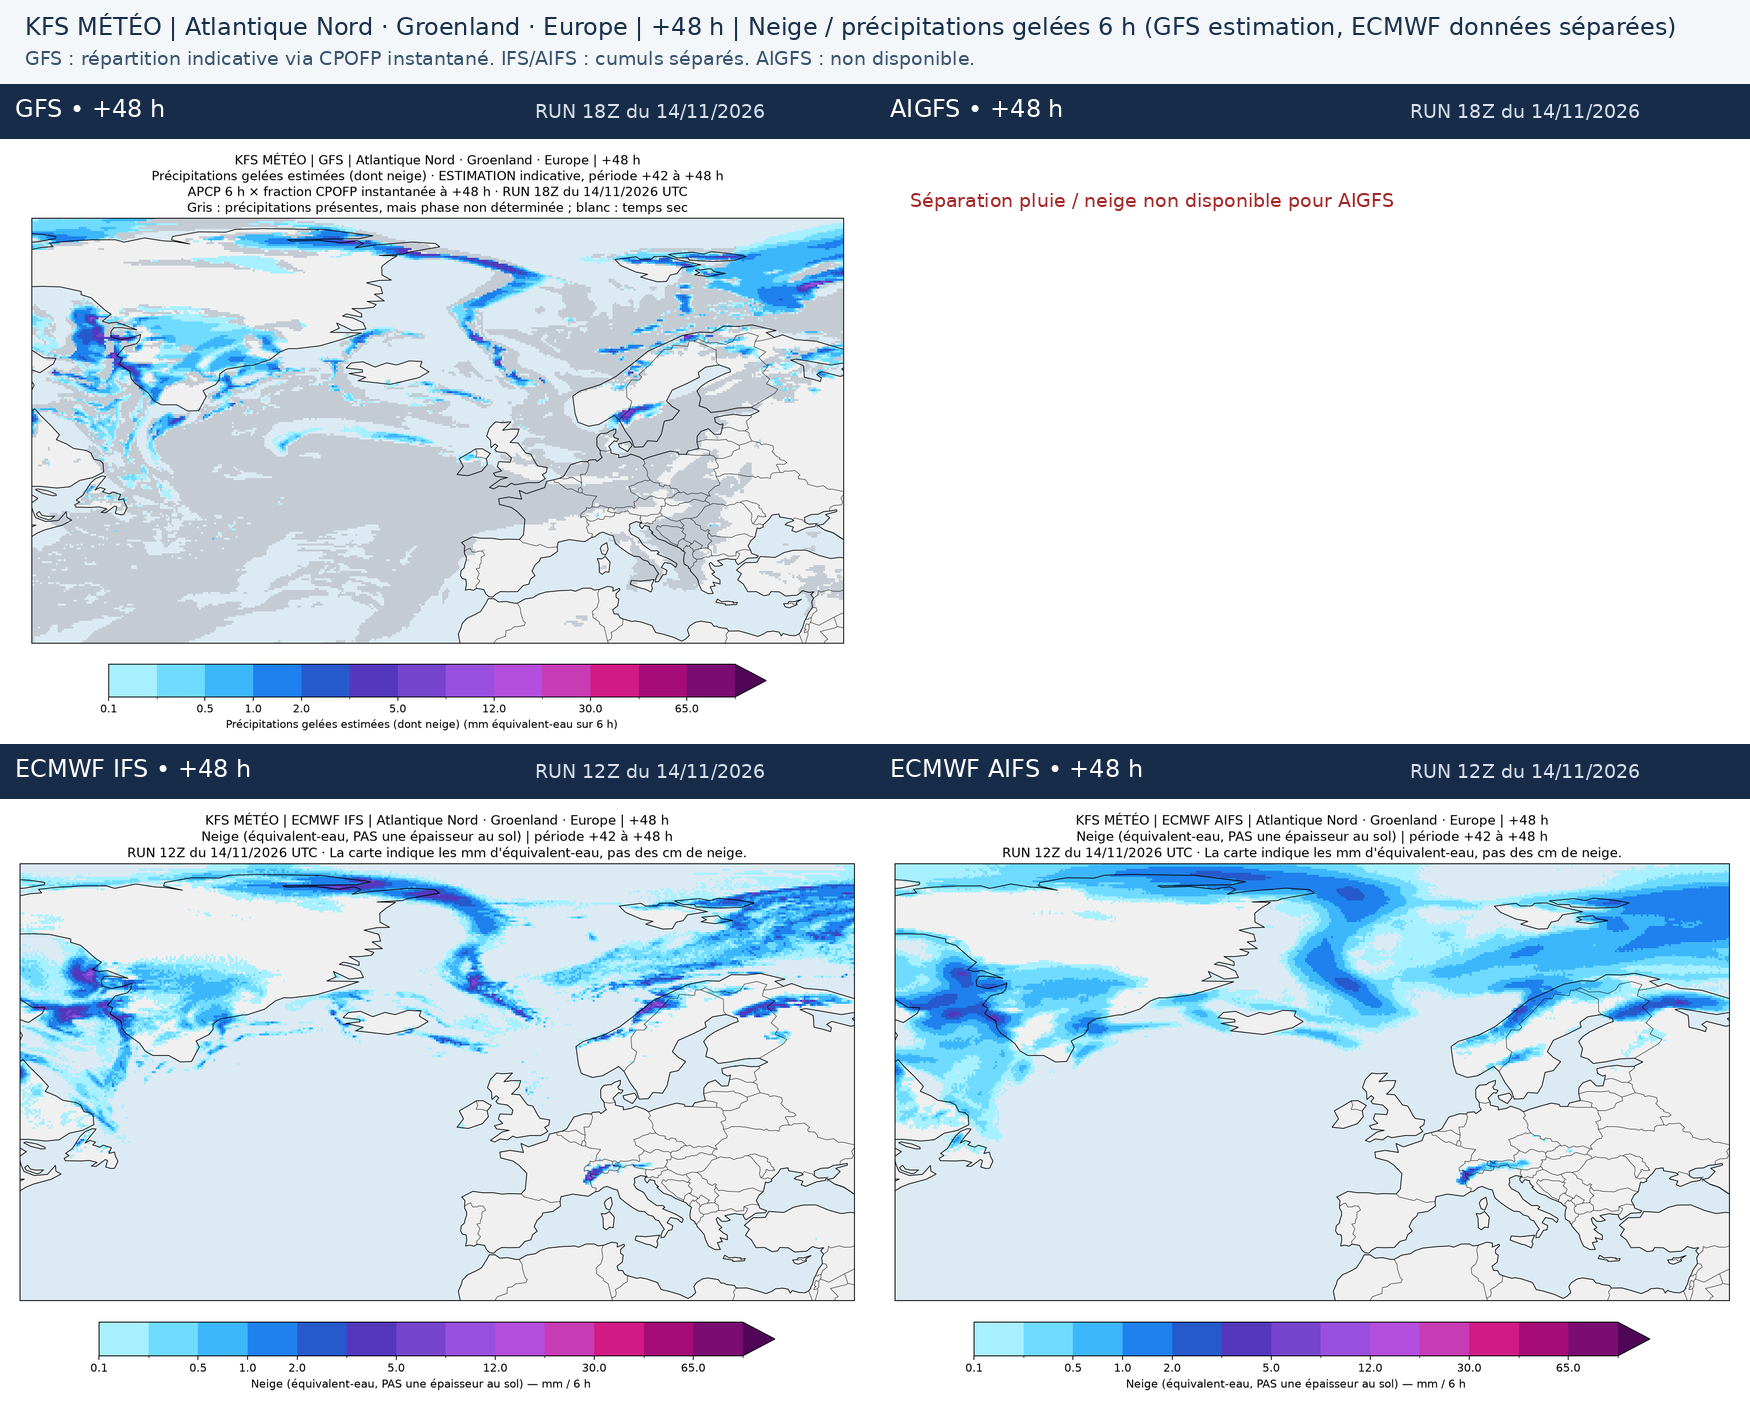 KFS MÉTÉO | Atlantique Nord · Groenland · Europe | +48 h | Neige / précipitations gelées 6 h (GFS estimation, ECMWF données séparées)
GFS : répartition indicative via CPOFP instantané. IFS/AIFS : cumuls séparés. AIGFS : non disponible.
GFS • +48 h
RUN 18Z du 14/11/2026
AIGFS • +48 h
RUN 18Z du 14/11/2026
KFS MÉTÉO | GFS | Atlantique Nord · Groenland · Europe | +48 h
Précipitations gelées estimées (dont neige) · ESTIMATION indicative, période +42 à +48 h
APCP 6 h × fraction CPOFP instantanée à +48 h · RUN 18Z du 14/11/2026 UTC
Gris : précipitations présentes, mais phase non déterminée ; blanc : temps sec
Séparation pluie / neige non disponible pour AIGFS
0.1 0.5 1.0 2.0 5.0 12.0 30.0 65.0
Précipitations gelées estimées (dont neige) (mm équivalent-eau sur 6 h)
ECMWF IFS • +48 h
RUN 12Z du 14/11/2026
ECMWF AIFS • +48 h
RUN 12Z du 14/11/2026
KFS MÉTÉO | ECMWF IFS | Atlantique Nord · Groenland · Europe | +48 h
Neige (équivalent-eau, PAS une épaisseur au sol) | période +42 à +48 h
RUN 12Z du 14/11/2026 UTC · La carte indique les mm d'équivalent-eau, pas des cm de neige.
KFS MÉTÉO | ECMWF AIFS | Atlantique Nord · Groenland · Europe | +48 h
Neige (équivalent-eau, PAS une épaisseur au sol) | période +42 à +48 h
RUN 12Z du 14/11/2026 UTC · La carte indique les mm d'équivalent-eau, pas des cm de neige.
0.1 0.5 1.0 2.0 5.0 12.0 30.0 65.0
Neige (équivalent-eau, PAS une épaisseur au sol) — mm / 6 h
0.1 0.5 1.0 2.0 5.0 12.0 30.0 65.0
Neige (équivalent-eau, PAS une épaisseur au sol) — mm / 6 h